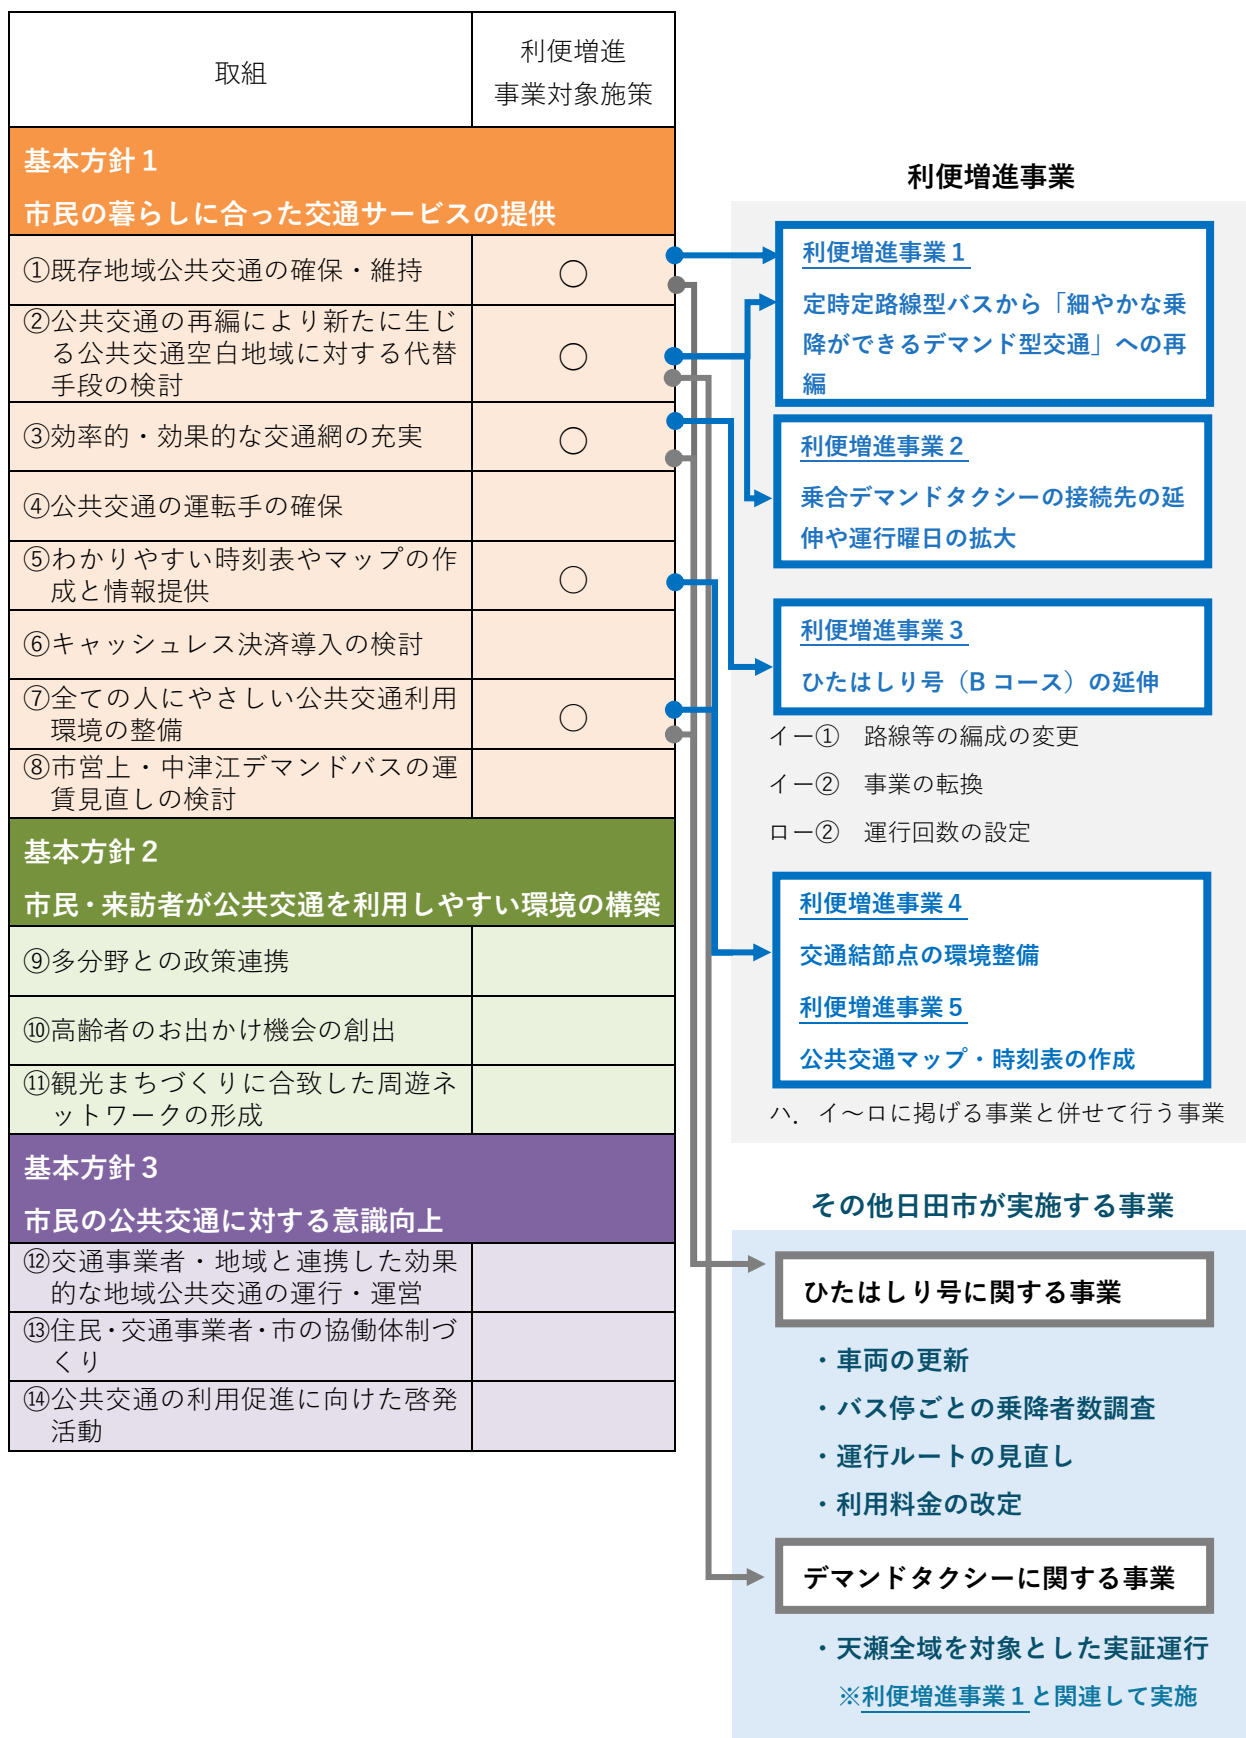 取組
利便増進
事業対象施策
基本方針１
市民の暮らしに合った交通サービスの提供
①既存地域公共交通の確保・維持
○
②公共交通の再編により新たに生じ
る公共交通空白地域に対する代替
手段の検討
○
③効率的・効果的な交通網の充実
○
④公共交通の運転手の確保
⑤わかりやすい時刻表やマップの作
成と情報提供
○
⑥キャッシュレス決済導入の検討
⑦全ての人にやさしい公共交通利用
環境の整備
○
⑧市営上・中津江デマンドバスの運
賃見直しの検討
基本方針２
市民・来訪者が公共交通を利用しやすい環境の構築
⑨多分野との政策連携
⑩高齢者のお出かけ機会の創出
⑪観光まちづくりに合致した周遊ネ
ットワークの形成
基本方針３
市民の公共交通に対する意識向上
⑫交通事業者・地域と連携した効果
的な地域公共交通の運行・運営
⑬住民・交通事業者・市の協働体制づ
くり
⑭公共交通の利用促進に向けた啓発
活動
利便増進事業
利便増進事業１
定時定路線型バスから「細やかな乗
降ができるデマンド型交通」への再
編
利便増進事業２
乗合デマンドタクシーの接続先の延
伸や運行曜日の拡大
利便増進事業３
ひたはしり号（B コース）の延伸
イー①　路線等の編成の変更
イー②　事業の転換
ロー②　運行回数の設定
利便増進事業４
交通結節点の環境整備
利便増進事業５
公共交通マップ・時刻表の作成
ハ．イ～ロに掲げる事業と併せて行う事業
その他日田市が実施する事業
ひたはしり号に関する事業
・車両の更新
・バス停ごとの乗降者数調査
・運行ルートの見直し
・利用料金の改定
デマンドタクシーに関する事業
・天瀬全域を対象とした実証運行
※利便増進事業１と関連して実施